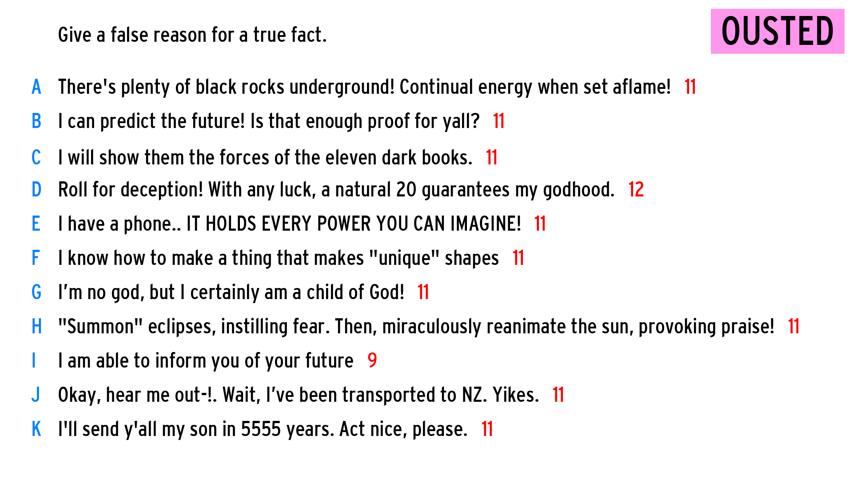 Give a false reason for a true fact.
OUSTED
A There's plenty of black rocks underground! Continual energy when set aflame! 11
B I can predict the future! Is that enough proof for yall? 11
C I will show them the forces of the eleven dark books. 11
D Roll for deception! With any luck, a natural 20 guarantees my godhood. 12
E I have a phone.. IT HOLDS EVERY POWER YOU CAN IMAGINE! 11
F I know how to make a thing that makes "unique" shapes 11
G I’m no god, but I certainly am a child of God! 11
H "Summon" eclipses, instilling fear. Then, miraculously reanimate the sun, provoking praise! 11
I I am able to inform you of your future 9
J Okay, hear me out-!. Wait, I’ve been transported to NZ. Yikes. 11
K I'll send y'all my son in 5555 years. Act nice, please. 11